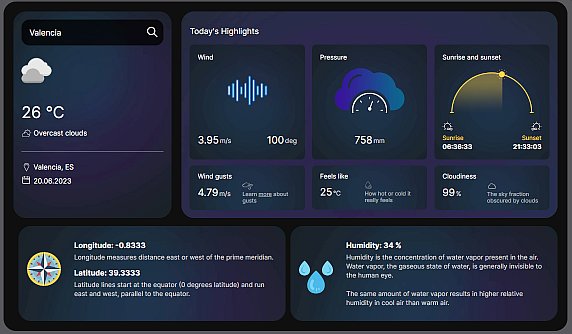 Valencia
26 °C
Overcast clouds
Valencia, ES
20.06.2023
Today's Highlights
Wind
3.95 m/s
100 deg
Pressure
758 mm
Sunrise and sunset
Sunrise
06:36:33
Sunset
21:33:03
Wind gusts
4.79 m/s
Learn more about
gusts
Feels like
25 °C
How hot or cold it
really feels
Cloudiness
99 %
The sky fraction
obscured by clouds
Longitude: -0.8333
Longitude measures distance east or west of the prime meridian.
Latitude: 39.3333
Latitude lines start at the equator (0 degrees latitude) and run
east and west, parallel to the equator.
Humidity: 34 %
Humidity is the concentration of water vapor present in the air.
Water vapor, the gaseous state of water, is generally invisible to
the human eye.
The same amount of water vapor results in higher relative
humidity in cool air than warm air.